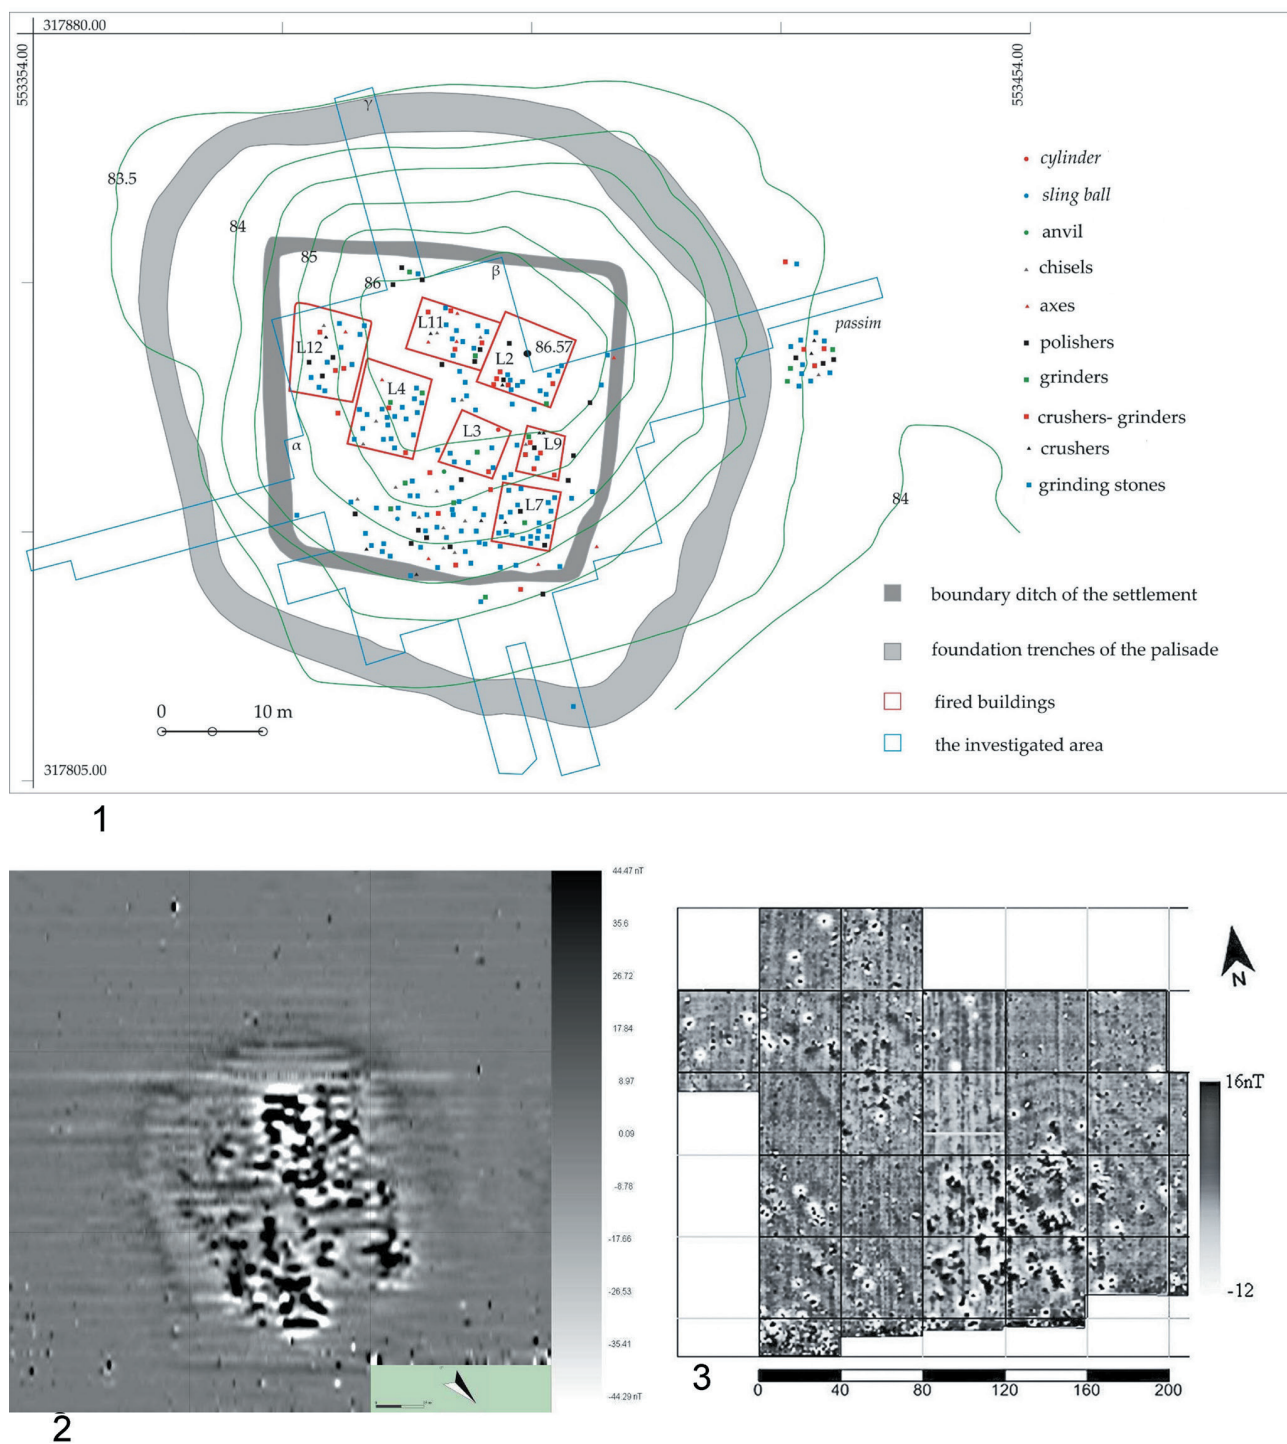 317880.00
553354.00
553454.00
γ
83.5
84
85
86
β
L12
L11
L2
86.57
L4
L3
L9
L7
α
passim
84
cylinder
sling ball
anvil
chisels
axes
polishers
grinders
crushers- grinders
crushers
grinding stones
boundary ditch of the settlement
foundation trenches of the palisade
fired buildings
the investigated area
0 10 m
317805.00
1
44.47 nT
35.6
26.72
17.84
8.97
0.09
-8.78
-17.66
-26.53
-35.41
-44.29 nT
2
N
16nT
-12
3
0 40 80 120 160 200